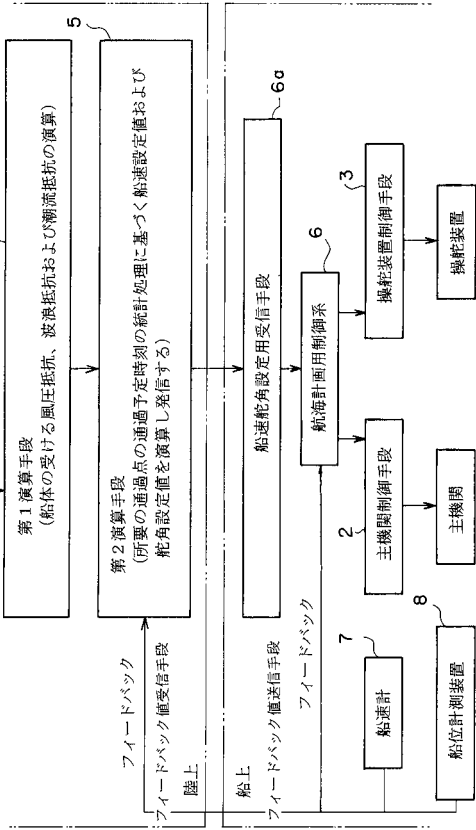 第1演算手段
(船体の受ける風圧抵抗、波浪抵抗および潮流抵抗の演算)
5
第2演算手段
(所要の通過点の通過予定時刻の統計処理に基づく船速設定値および
舵角設定値を演算し発信する)
フィードバック
フィードバック値受信手段
陸上
船上
フィードバック値送信手段
フィードバック
6a
船速舵角設定用受信手段
6
航海計画用制御系
2
主機関制御手段
3
操舵装置制御手段
主機関
操舵装置
7
船速計
8
船位計測装置